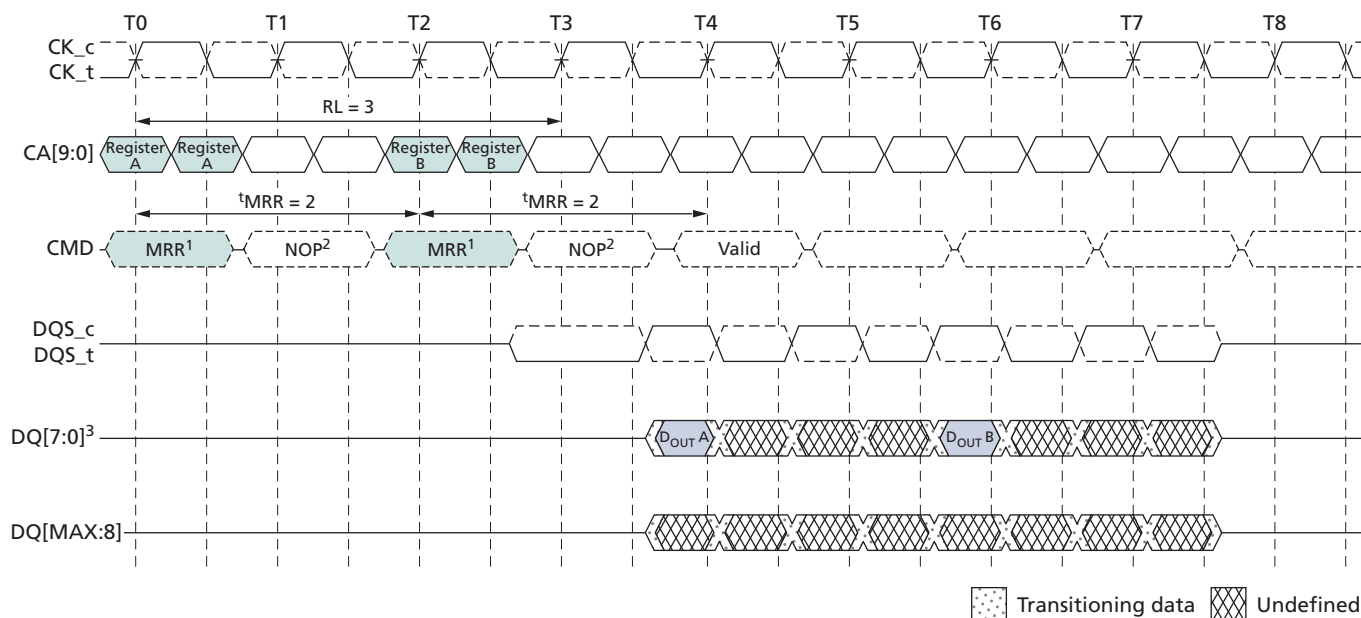 T0 T1 T2 T3 T4 T5 T6 T7 T8
CK_c
CK_t
RL = 3
CA[9:0] Register A Register A Register B Register B
tMRR = 2 tMRR = 2
CMD MRR1 NOP2 MRR1 NOP2 Valid
DQS_c
DQS_t
DQ[7:0]3 DOUT A DOUT B
DQ[MAX:8]
Transitioning data Undefined